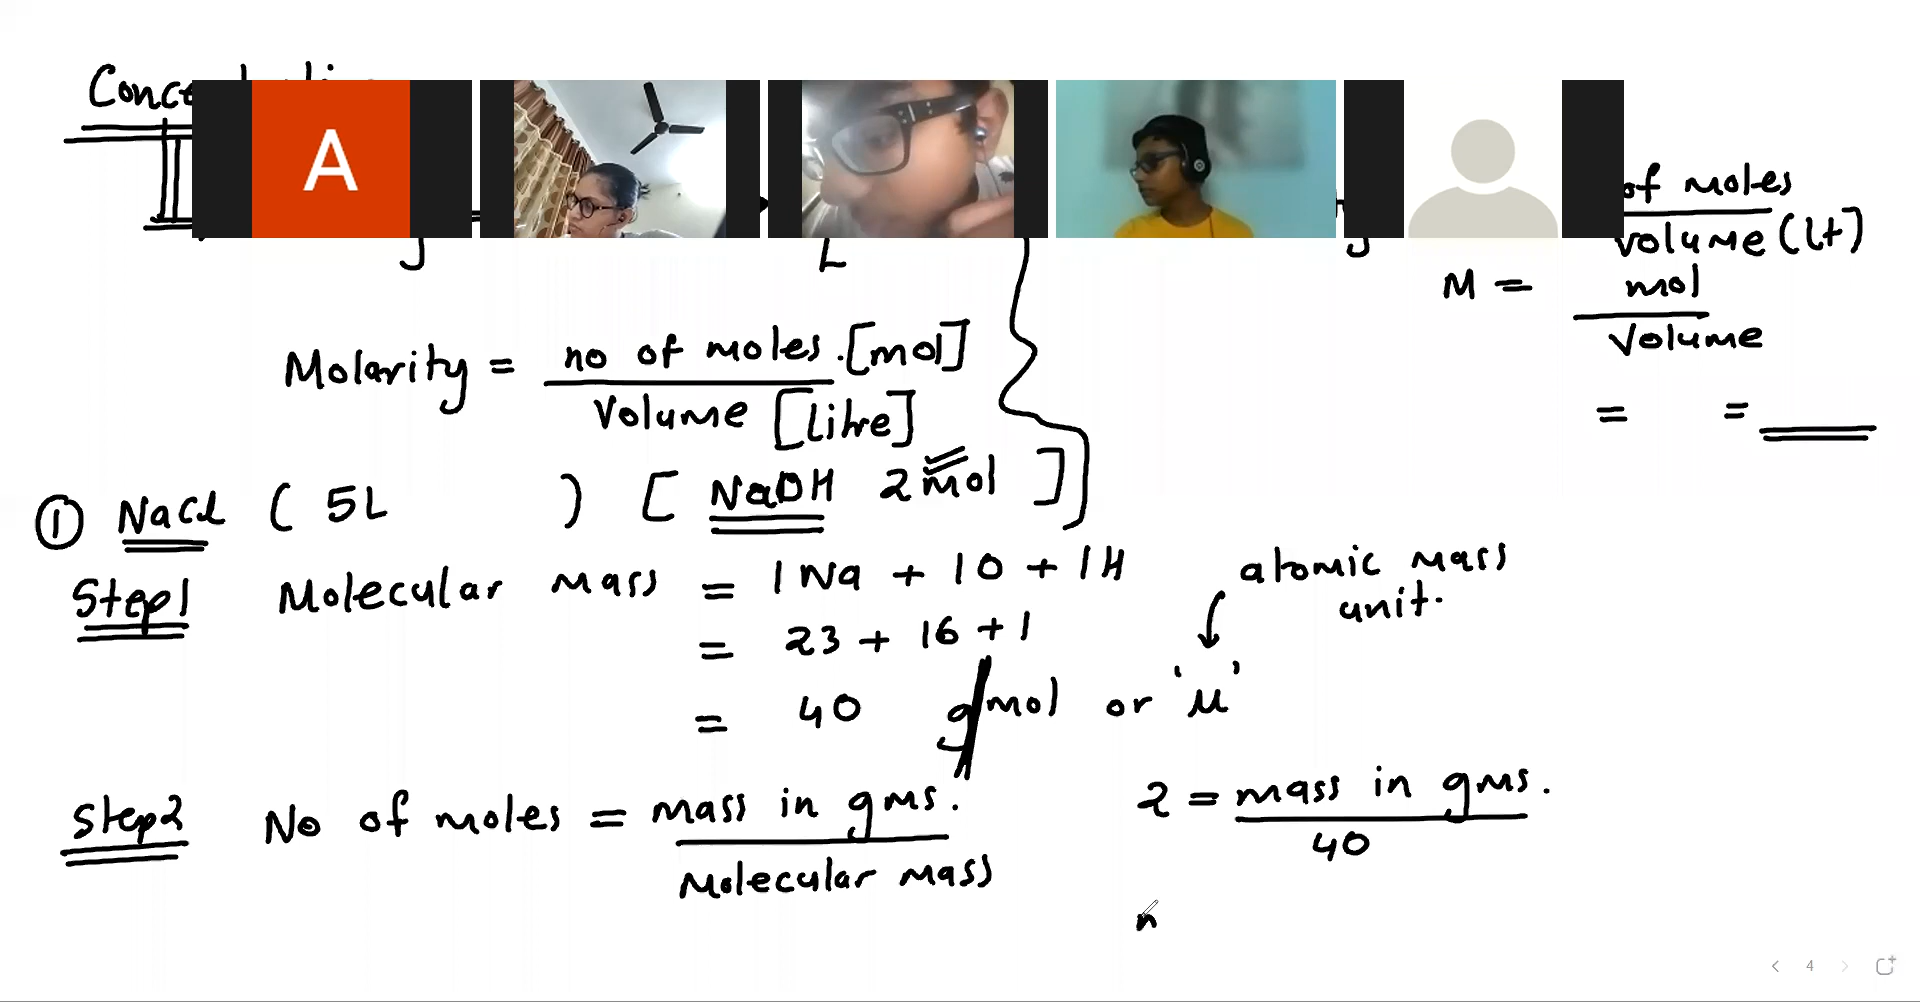 A
of moles
volume (lt)
M = mol
volume
= =
L
Molarity = no of moles . [mol]
Volume [litre]
① Nacl ( 5L ) [ NaOH 2 mol ]
Step1 Molecular mass = 1Na + 1O + 1H
= 23 + 16 + 1
= 40 g/mol or 'u'
atomic mass
unit.
Step2 No of moles = mass in gms.
Molecular mass
2 = mass in gms.
40
4